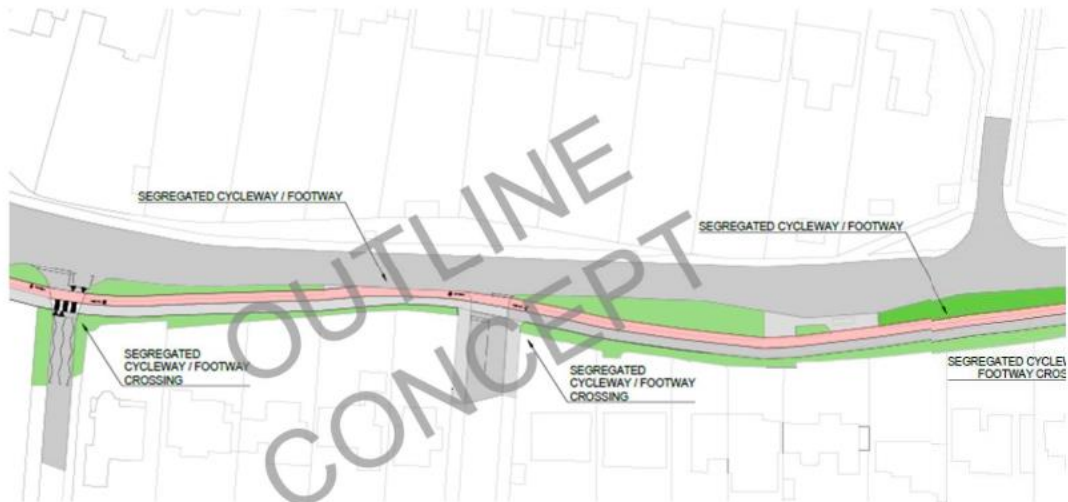 SEGREGATED CYCLEWAY / FOOTWAY
OUTLINE
CONCEPT
SEGREGATED CYCLEWAY / FOOTWAY
SEGREGATED
CYCLEWAY / FOOTWAY
CROSSING
SEGREGATED
CYCLEWAY / FOOTWAY
CROSSING
SEGREGATED CYCLEW
FOOTWAY CROS